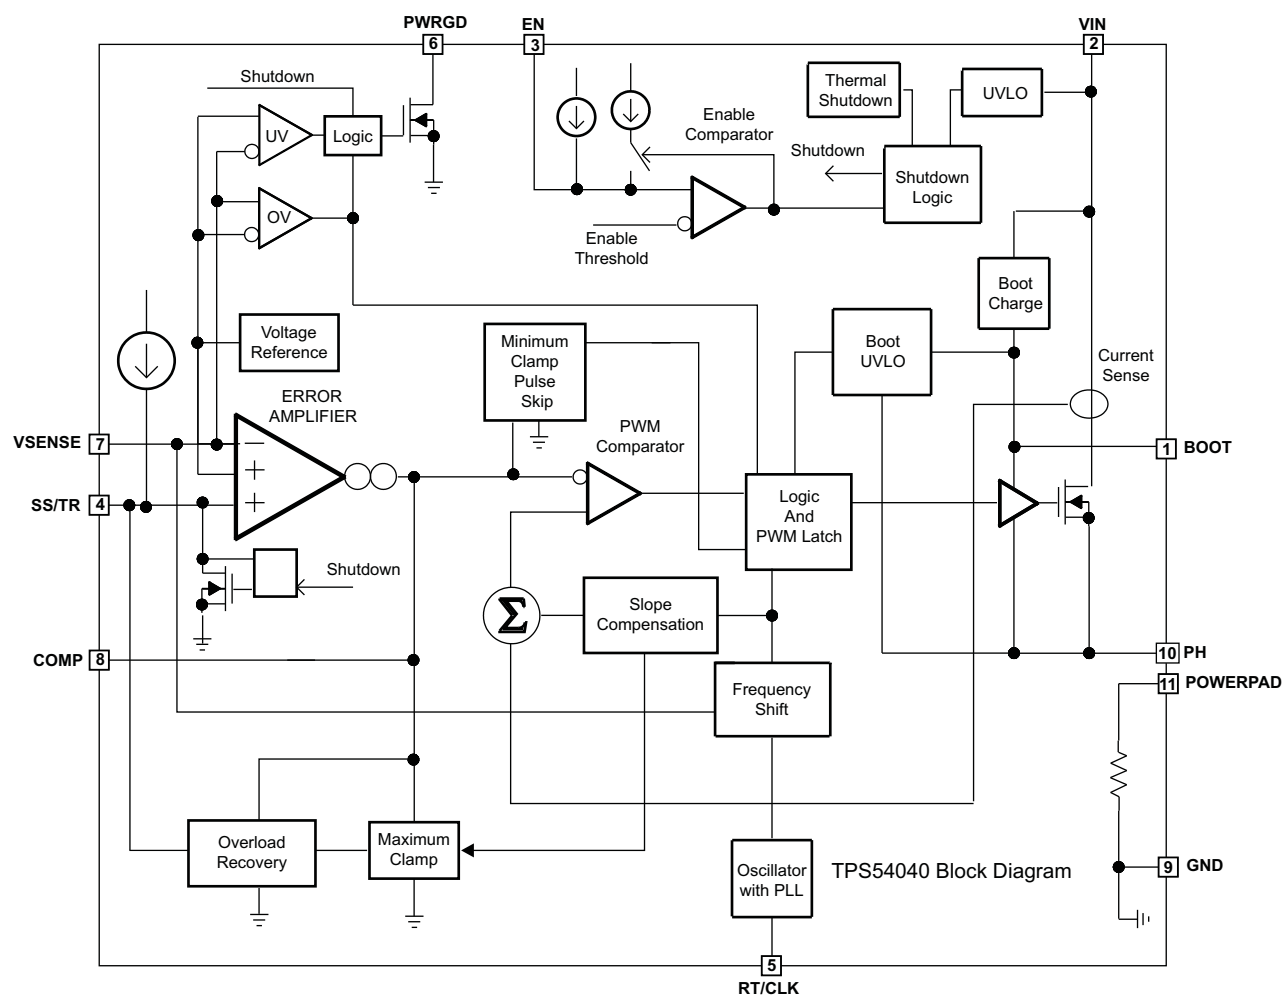 PWRGD
6
EN
3
VIN
2
Shutdown
UV
Logic
OV
Enable
Comparator
Thermal
Shutdown
UVLO
Shutdown
Shutdown
Logic
Enable
Threshold
Boot
Charge
Voltage
Reference
Minimum
Clamp
Pulse
Skip
Boot
UVLO
Current
Sense
ERROR
AMPLIFIER
PWM
Comparator
VSENSE
7
−
+
+
1
BOOT
SS/TR
4
Logic
And
PWM Latch
Shutdown
Σ
Slope
Compensation
COMP
8
10
PH
11
POWERPAD
Frequency
Shift
Overload
Recovery
Maximum
Clamp
Oscillator
with PLL
TPS54040 Block Diagram
9
GND
5
RT/CLK